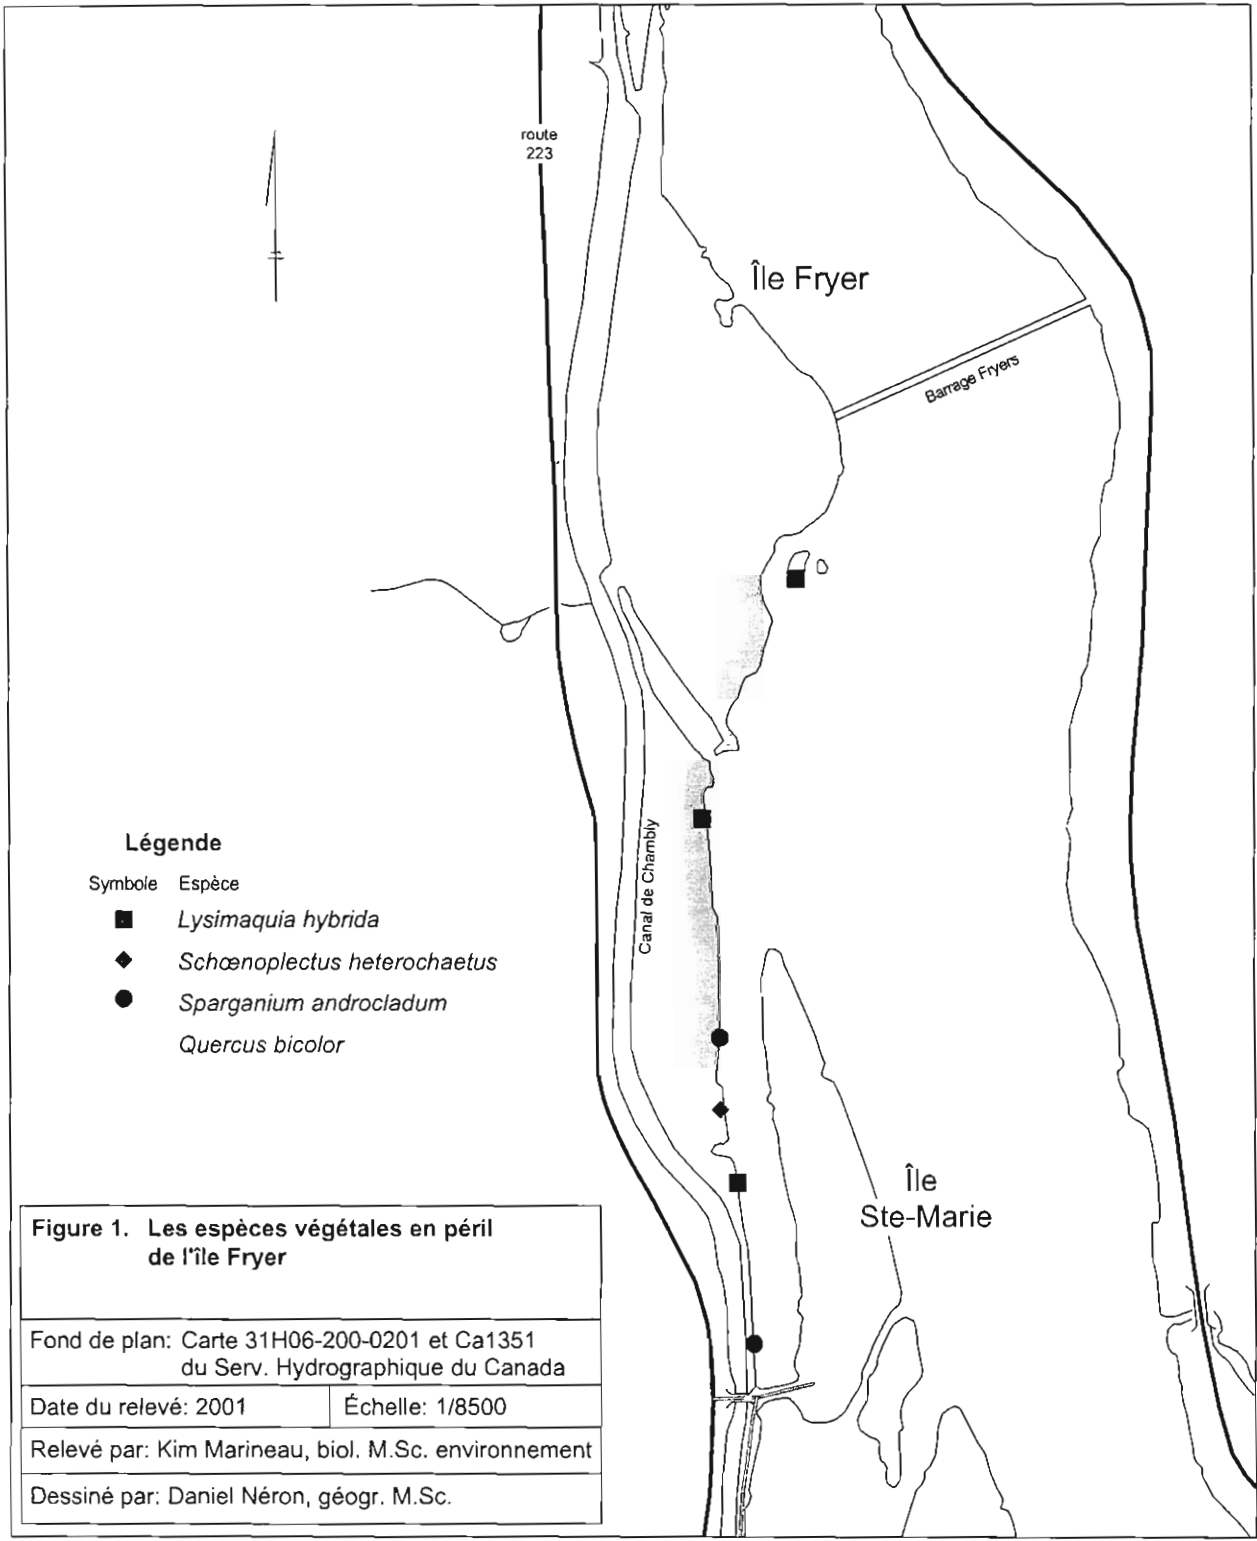 route
223
Île Fryer
Barrage Fryers
Canal de Chambly
Légende
Symbole Espèce
Lysimaquia hybrida
Schœnoplectus heterochaetus
Sparganium androcladum
Quercus bicolor
Île
Ste-Marie
Figure 1. Les espèces végétales en péril
de l'île Fryer
Fond de plan: Carte 31H06-200-0201 et Ca1351
du Serv. Hydrographique du Canada
Date du relevé: 2001 Échelle: 1/8500
Relevé par: Kim Marineau, biol. M.Sc. environnement
Dessiné par: Daniel Néron, géogr. M.Sc.